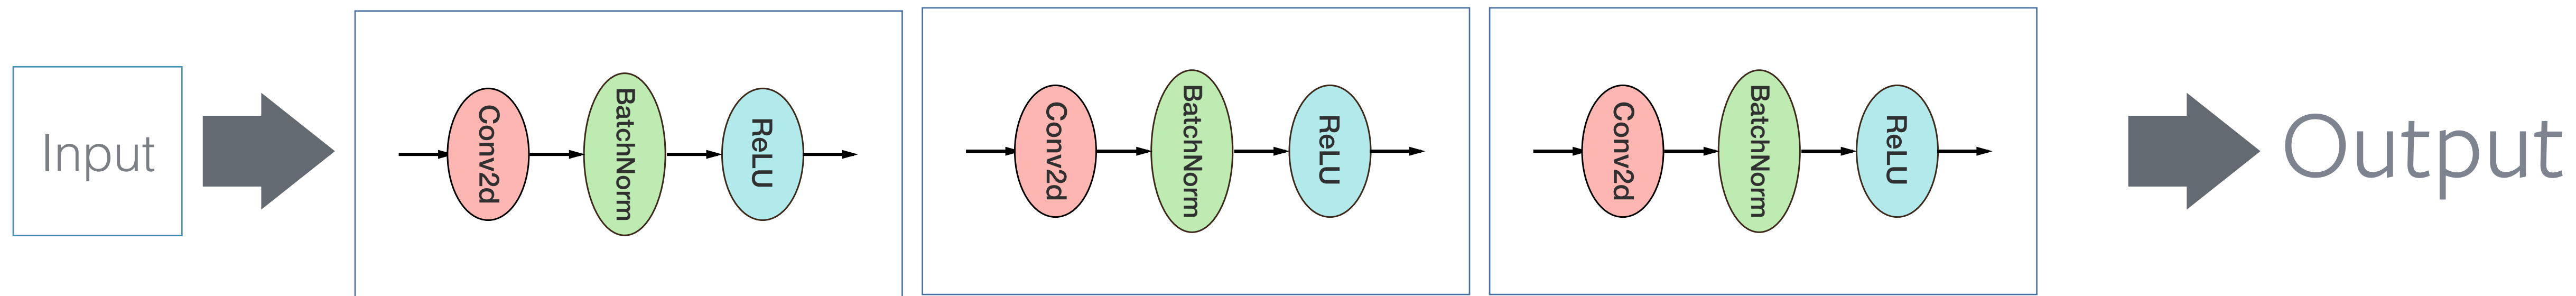 Input
Conv2d
BatchNorm
ReLU
Conv2d
BatchNorm
ReLU
Conv2d
BatchNorm
ReLU
Output